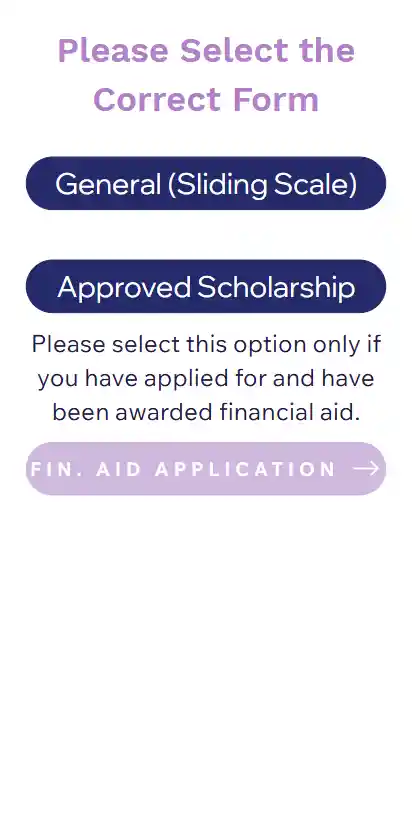 Please Select the
Correct Form
General (Sliding Scale)
Approved Scholarship
Please select this option only if
you have applied for and have
been awarded financial aid.
FIN. AID APPLICATION →